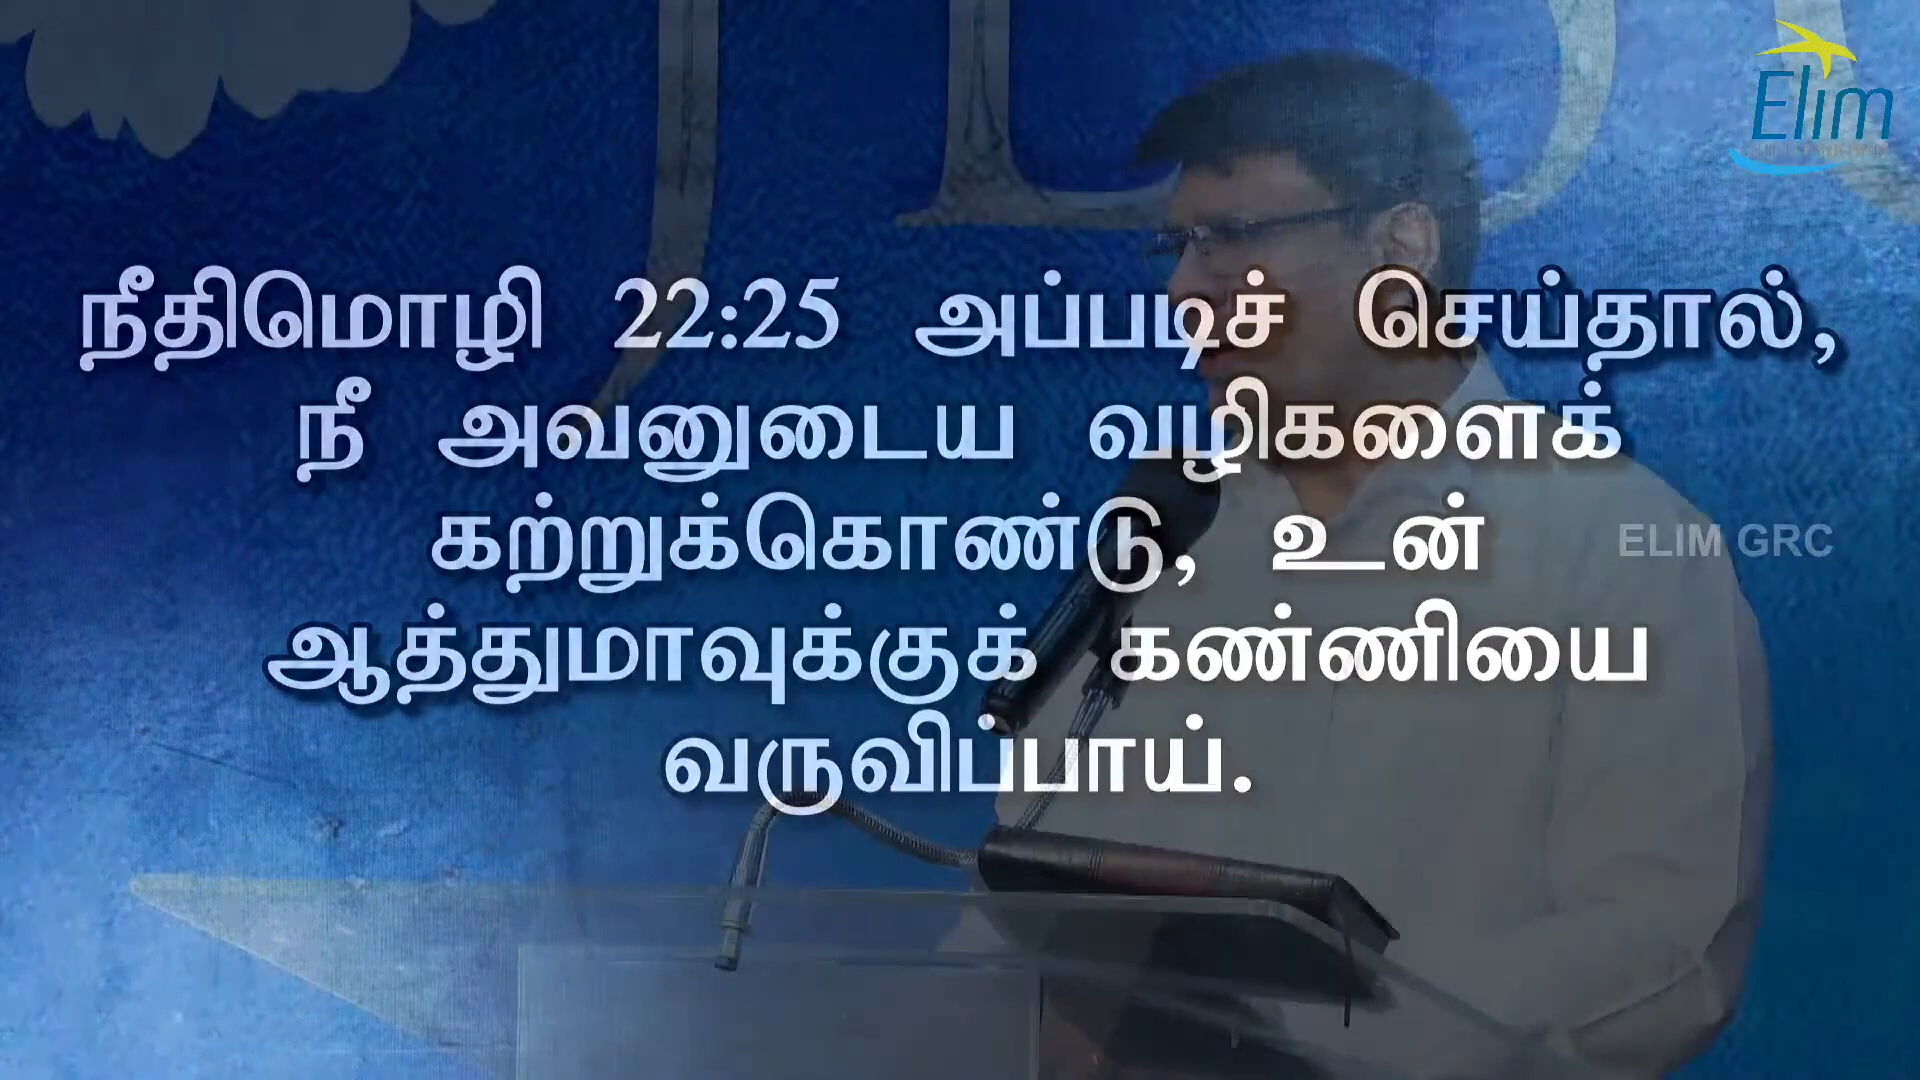 Elim
நீதிமொழி 22:25 அப்படிச் செய்தால்,
நீ அவனுடைய வழிகளைக்
கற்றுக்கொண்டு, உன்
ELIM GRC
ஆத்துமாவுக்குக் கண்ணியை
வருவிப்பாய்.